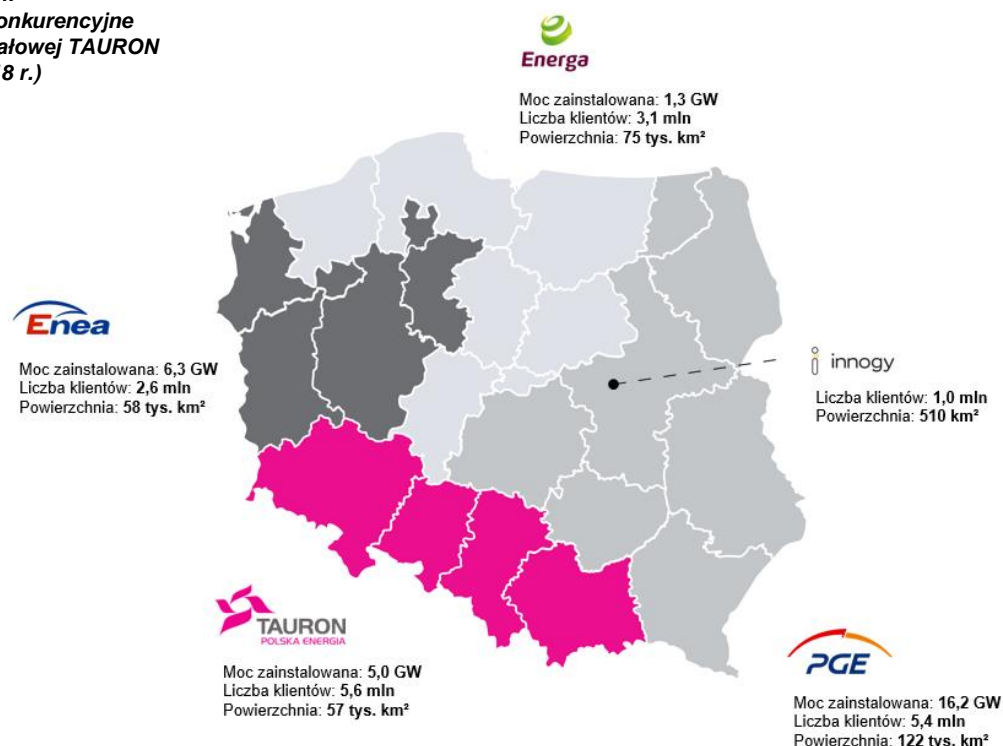 onkurencyjne
ałowej TAURON
8 r.)
Energa
Moc zainstalowana: 1,3 GW
Liczba klientów: 3,1 mln
Powierzchnia: 75 tys. km²
Enea
Moc zainstalowana: 6,3 GW
Liczba klientów: 2,6 mln
Powierzchnia: 58 tys. km²
innogy
Liczba klientów: 1,0 mln
Powierzchnia: 510 km²
TAURON
POLSKA ENERGIA
Moc zainstalowana: 5,0 GW
Liczba klientów: 5,6 mln
Powierzchnia: 57 tys. km²
PGE
Moc zainstalowana: 16,2 GW
Liczba klientów: 5,4 mln
Powierzchnia: 122 tys. km²